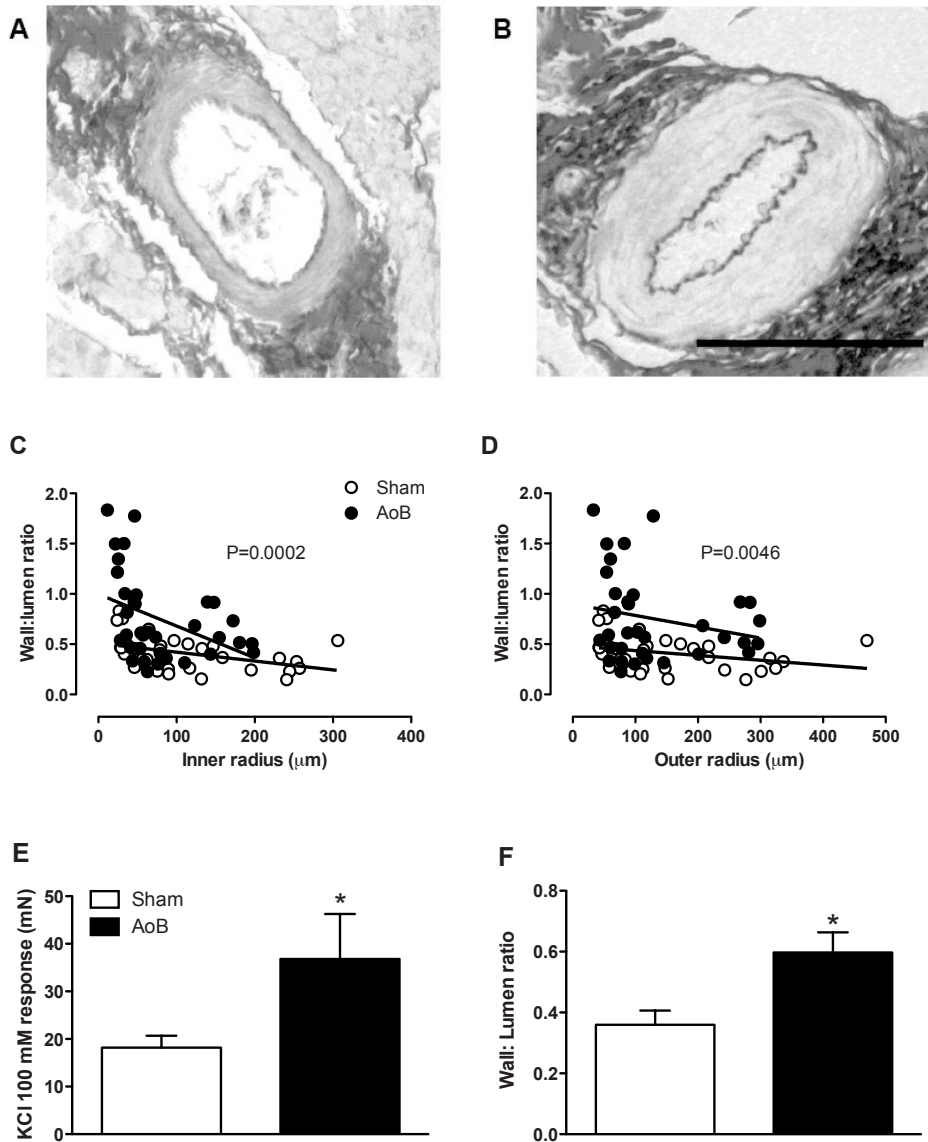 A
B
C
D
Sham
AoB
P=0.0002
P=0.0046
Wall:lumen ratio
2.0
1.5
1.0
0.5
0.0
0 100 200 300 400
Inner radius (μm)
Wall:lumen ratio
2.0
1.5
1.0
0.5
0.0
0 100 200 300 400 500
Outer radius (μm)
E
Sham
AoB
*
KCl 100 mM response (mN)
50
40
30
20
10
0
F
*
Wall: Lumen ratio
0.8
0.6
0.4
0.2
0.0